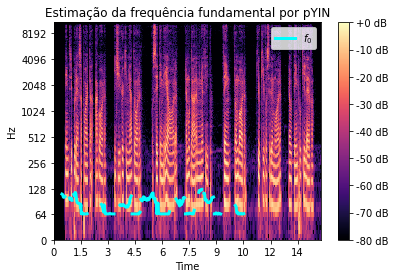 Estimação da frequência fundamental por pYIN
8192
4096
2048
1024
512
256
128
64
0
Hz
0 1.5 3 4.5 6 7.5 9 10 12 14
Time
f0
+0 dB
-10 dB
-20 dB
-30 dB
-40 dB
-50 dB
-60 dB
-70 dB
-80 dB